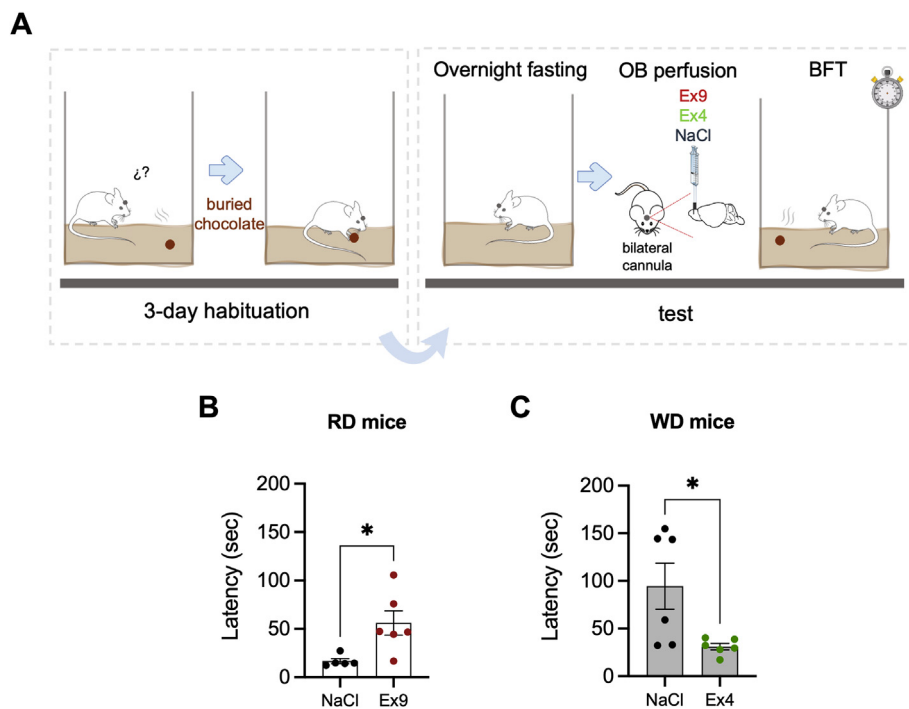 A
¿?
buried
chocolate
3-day habituation
Overnight fasting
OB perfusion
Ex9
Ex4
NaCl
bilateral
cannula
BFT
test
B
RD mice
Latency (sec)
200
150
100
50
0
*
NaCl
Ex9
C
WD mice
Latency (sec)
200
150
100
50
0
*
NaCl
Ex4